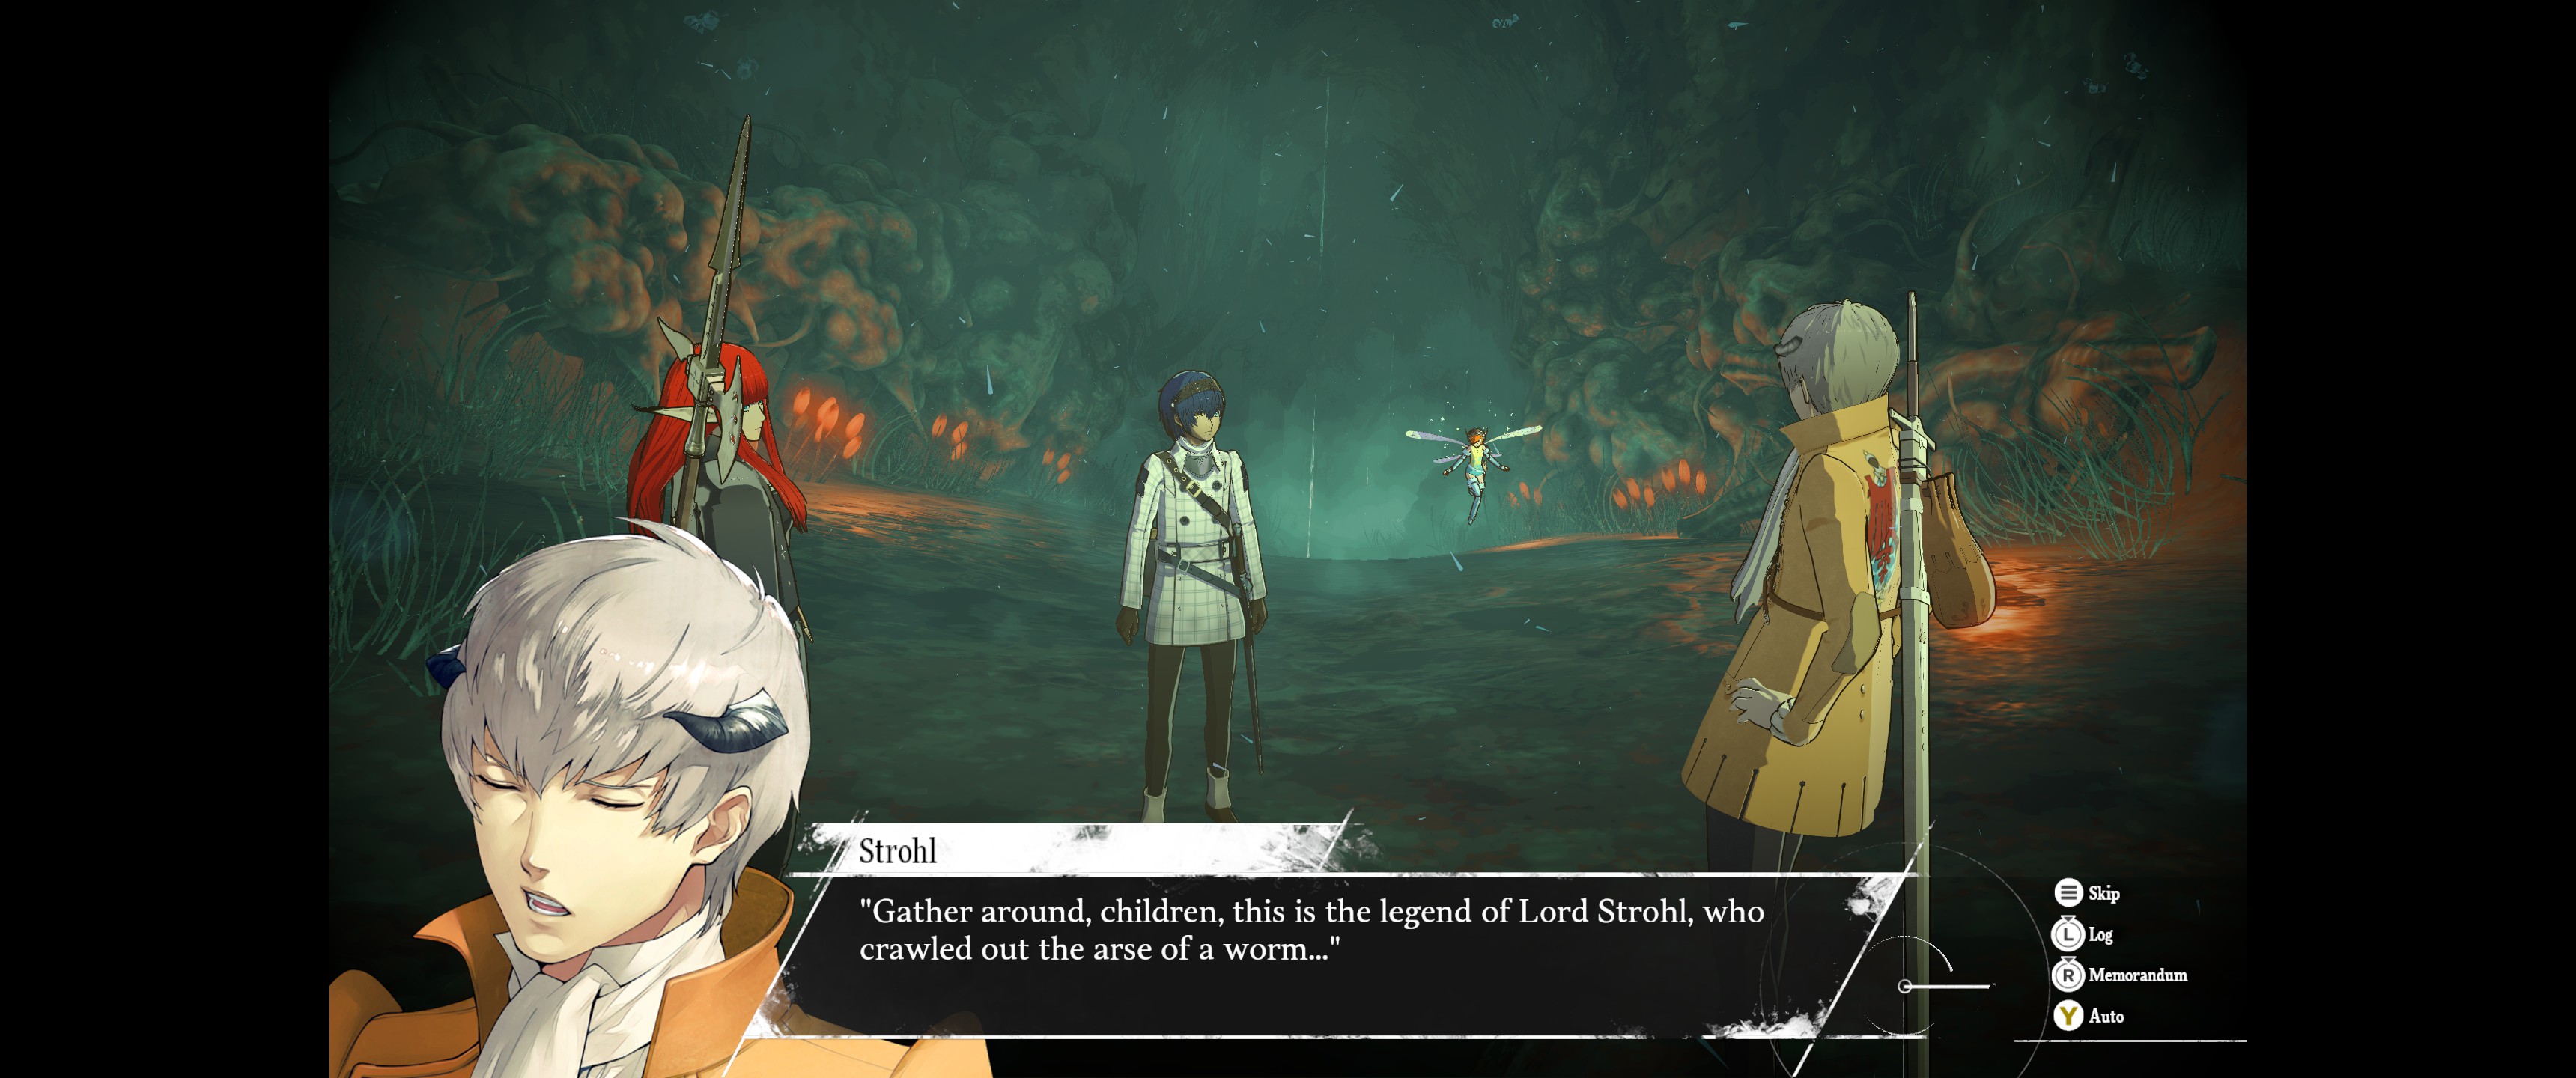 Strohl
"Gather around, children, this is the legend of Lord Strohl, who
crawled out the arse of a worm..."
Skip
L Log
R Memorandum
Y Auto